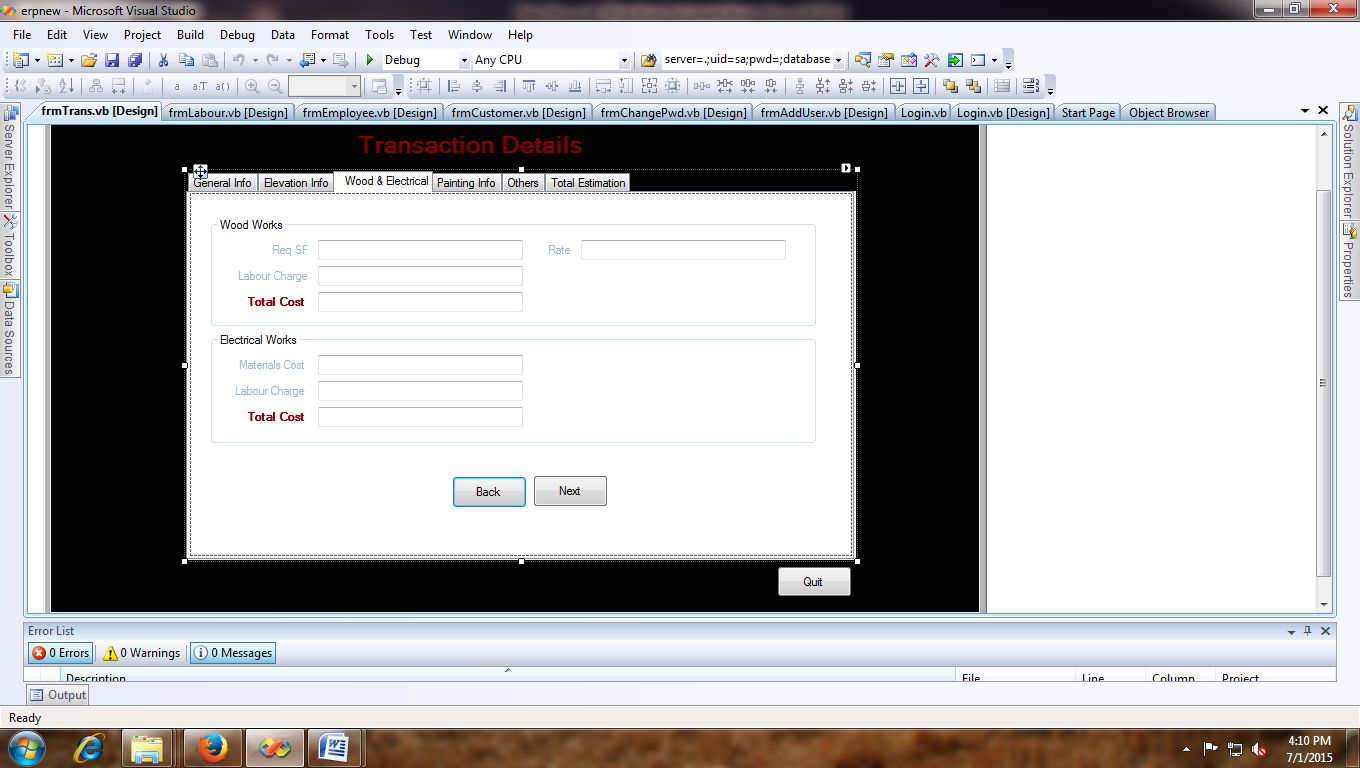 erpnew - Microsoft Visual Studio
File Edit View Project Build Debug Data Format Tools Test Window Help
Debug Any CPU server=.;uid=sa;pwd=;database
a a:T a()
frmTrans.vb [Design] frmLabour.vb [Design] frmEmployee.vb [Design] frmCustomer.vb [Design] frmChangePwd.vb [Design] frmAddUser.vb [Design] Login.vb Login.vb [Design] Start Page Object Browser
Server Explorer
Toolbox
Data Sources
Transaction Details
General Info Elevation Info Wood & Electrical Painting Info Others Total Estimation
Wood Works
Req SF Rate
Labour Charge
Total Cost
Electrical Works
Materials Cost
Labour Charge
Total Cost
Back Next
Quit
Solution Explorer
Properties
Error List
0 Errors 0 Warnings 0 Messages
Description File Line Column Project
Output
Ready
4:10 PM
7/1/2015